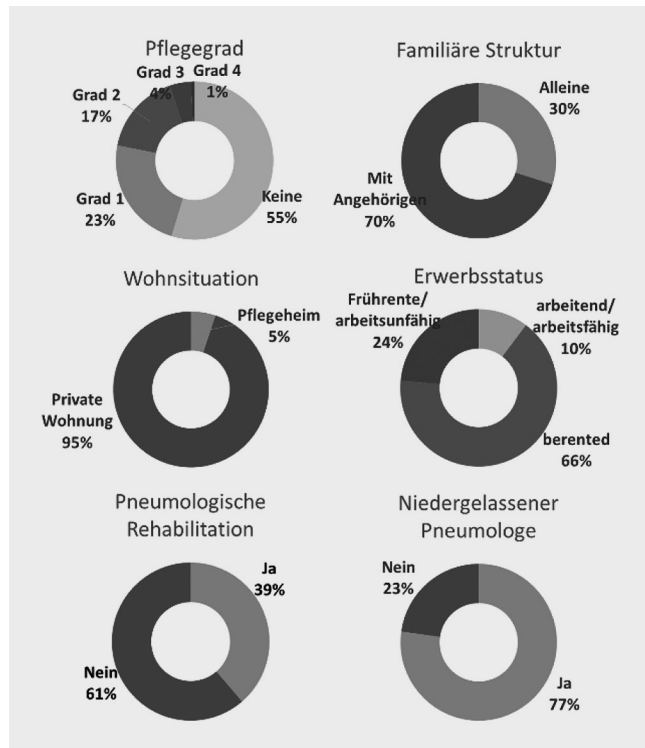 Pflegegrad
Grad 3
4%
Grad 4
1%
Grad 2
17%
Grad 1
23%
Keine
55%
Familiäre Struktur
Alleine
30%
Mit
Angehörigen
70%
Wohnsituation
Pflegeheim
5%
Private
Wohnung
95%
Erwerbsstatus
Frührente/
arbeitsunfähig
24%
arbeitend/
arbeitsfähig
10%
berented
66%
Pneumologische
Rehabilitation
Ja
39%
Nein
61%
Niedergelassener
Pneumologe
Nein
23%
Ja
77%